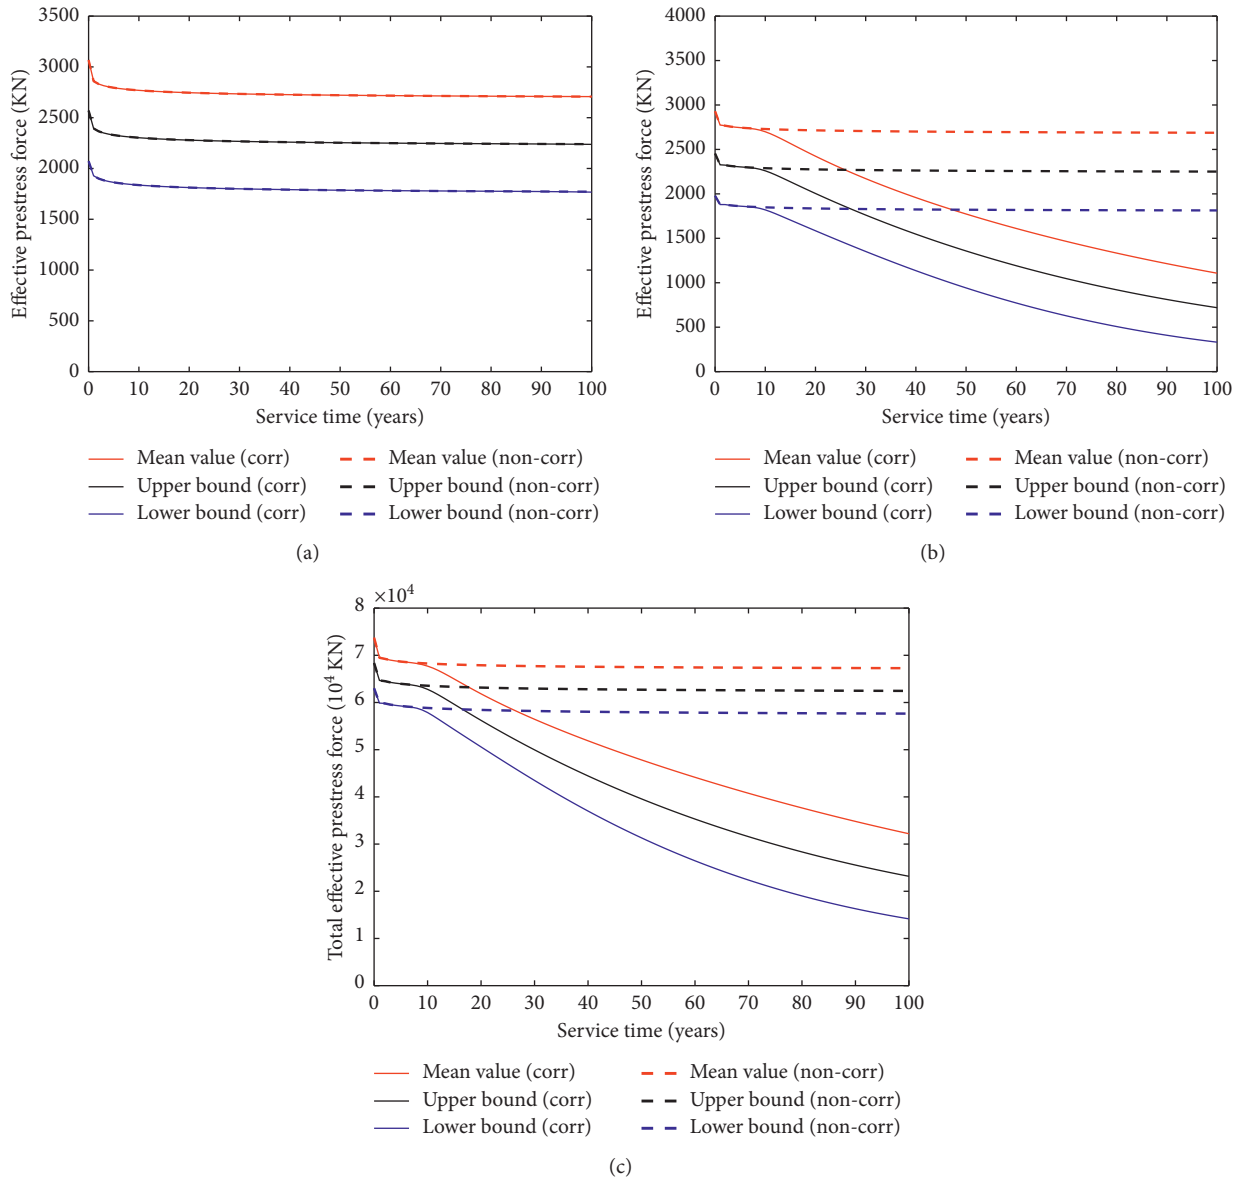 3500
3000
2500
2000
1500
1000
500
0
Effective prestress force (KN)
0 10 20 30 40 50 60 70 80 90 100
Service time (years)
Mean value (corr)
Upper bound (corr)
Lower bound (corr)
Mean value (non-corr)
Upper bound (non-corr)
Lower bound (non-corr)
(a)
4000
3500
3000
2500
2000
1500
1000
500
0
Effective prestress force (KN)
0 10 20 30 40 50 60 70 80 90 100
Service time (years)
Mean value (corr)
Upper bound (corr)
Lower bound (corr)
Mean value (non-corr)
Upper bound (non-corr)
Lower bound (non-corr)
(b)
×10⁴
8
7
6
5
4
3
2
1
0
Total effective prestress force (10⁴ KN)
0 10 20 30 40 50 60 70 80 90 100
Service time (years)
Mean value (corr)
Upper bound (corr)
Lower bound (corr)
Mean value (non-corr)
Upper bound (non-corr)
Lower bound (non-corr)
(c)